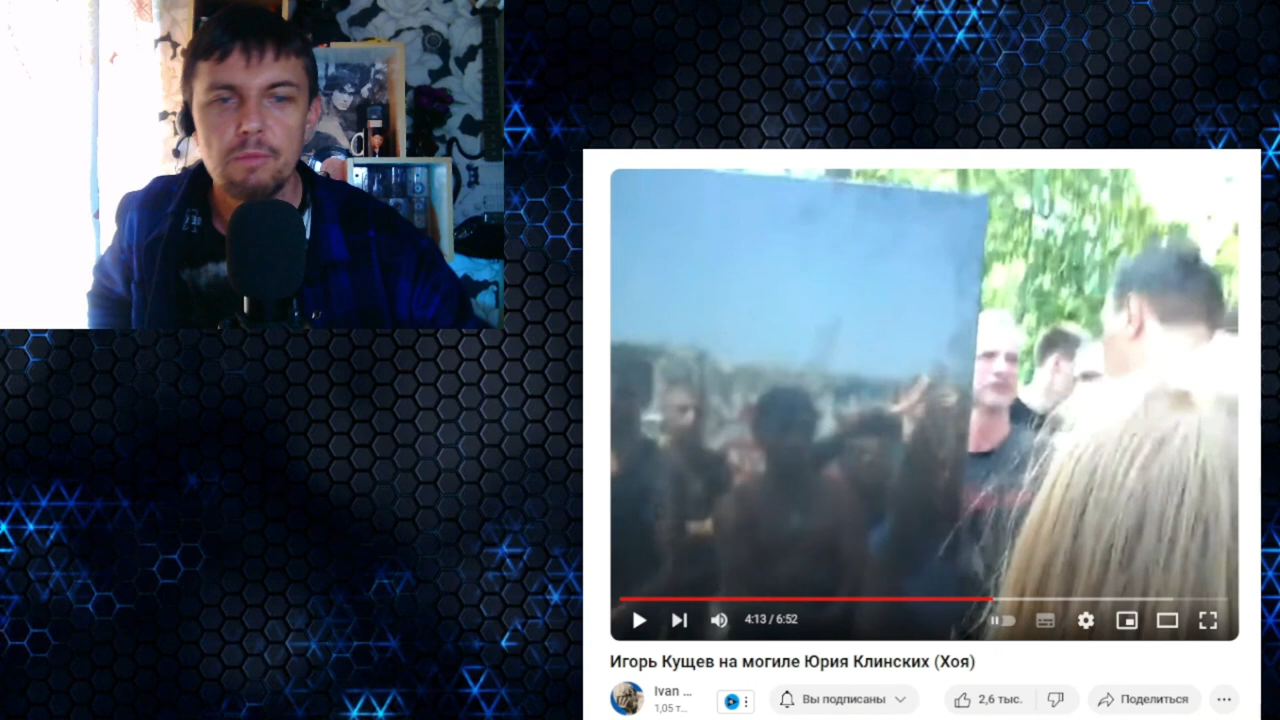 4:13 / 6:52
Игорь Кущев на могиле Юрия Клинских (Хоя)
Ivan ...
1,05 т...
Вы подписаны
2,6 тыс.
Поделиться